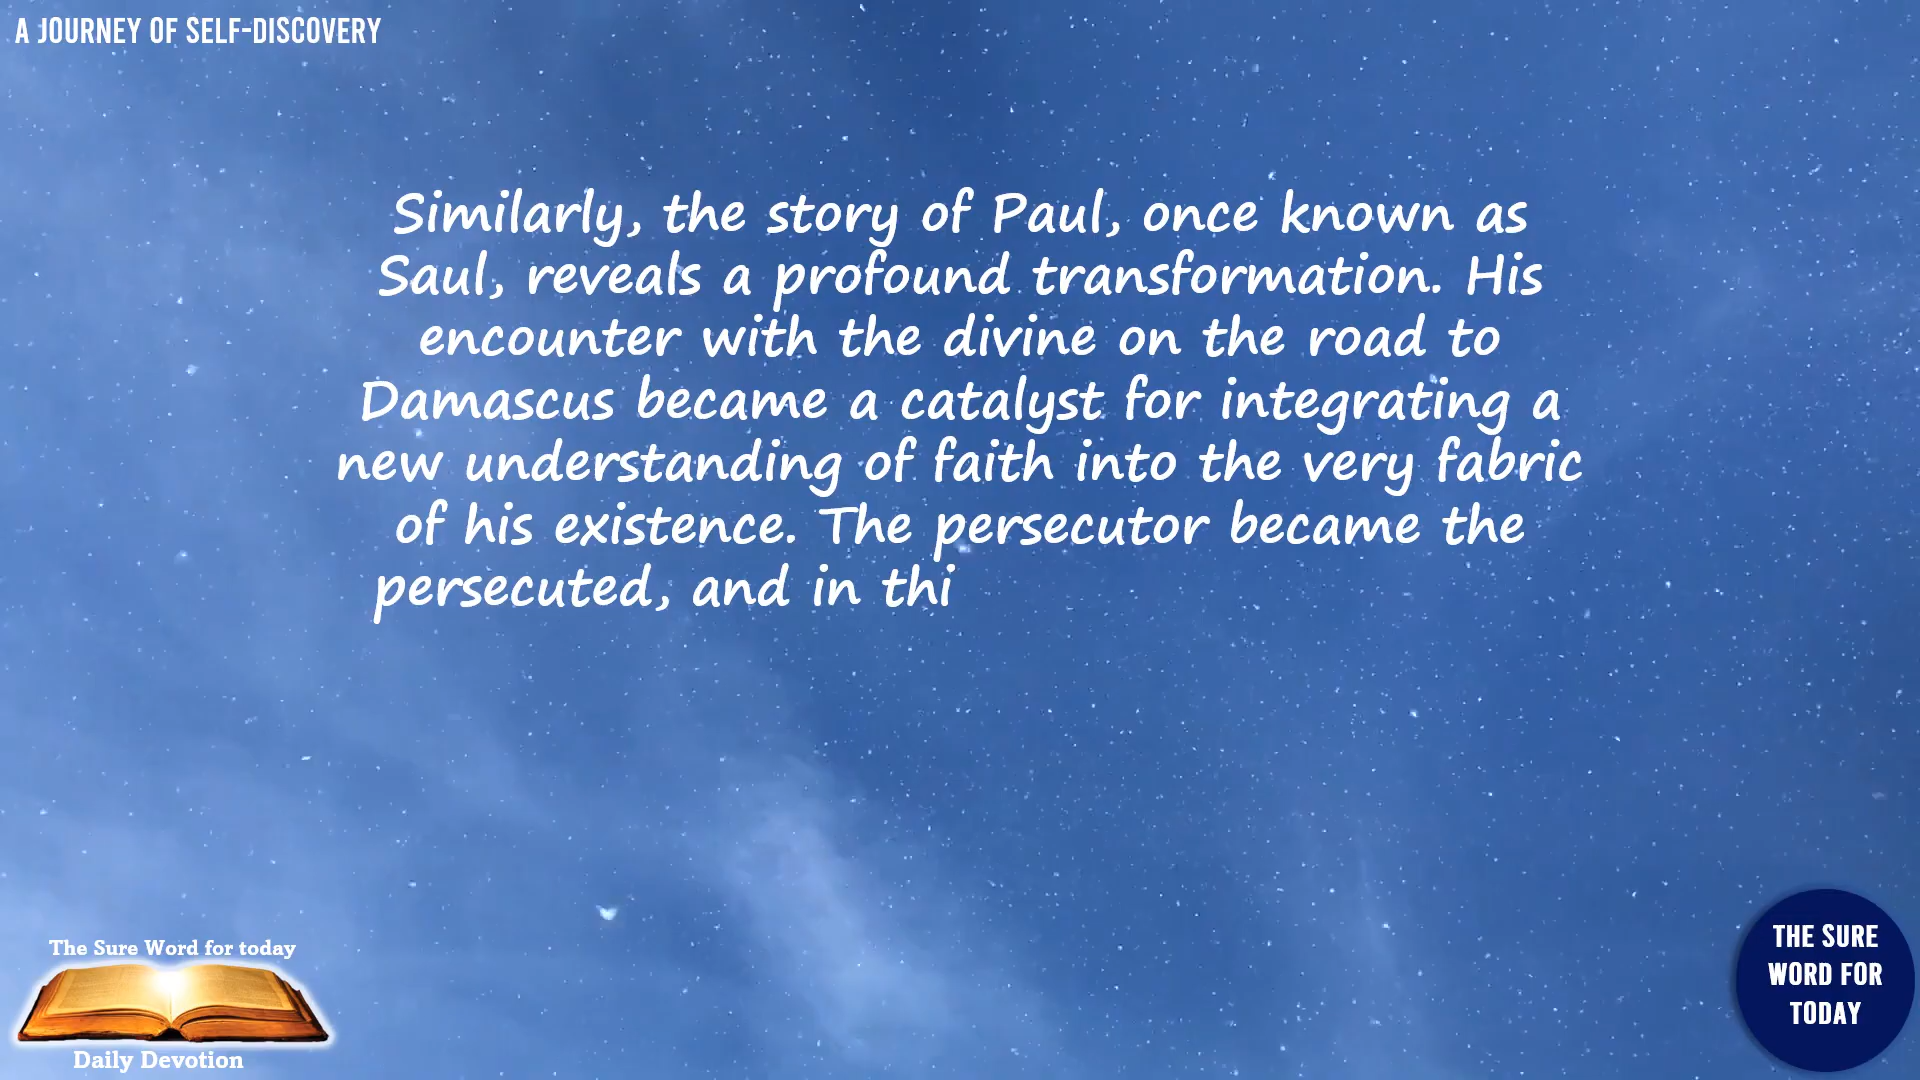 A JOURNEY OF SELF-DISCOVERY
Similarly, the story of Paul, once known as
Saul, reveals a profound transformation. His
encounter with the divine on the road to
Damascus became a catalyst for integrating a
new understanding of faith into the very fabric
of his existence. The persecutor became the
persecuted, and in thi
The Sure Word for today
Daily Devotion
THE SURE
WORD FOR
TODAY